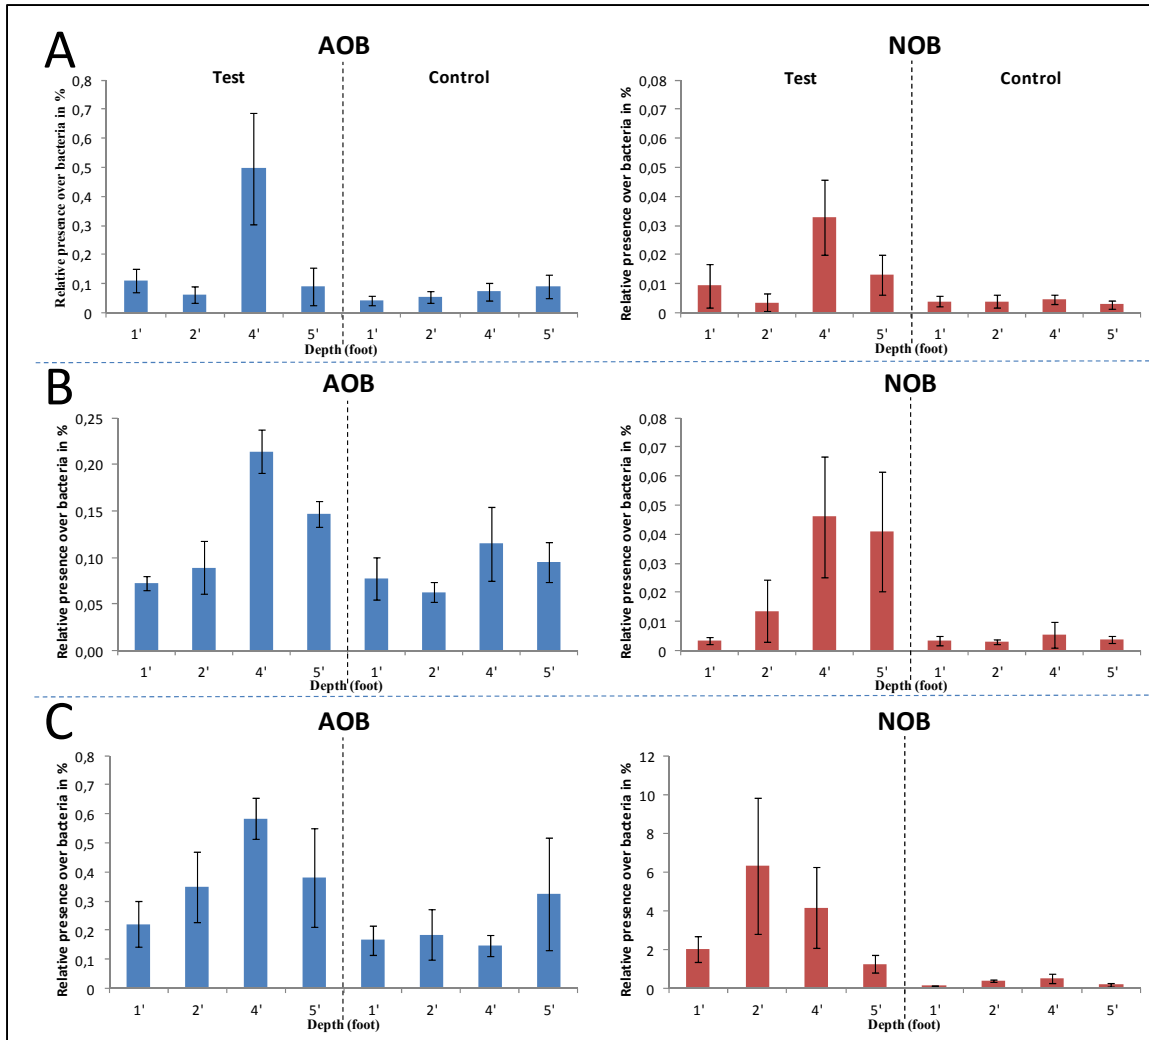 A
AOB
Test
Control
Relative presence over bacteria in %
0,8
0,7
0,6
0,5
0,4
0,3
0,2
0,1
0
1' 2' 4' 5' 1' 2' 4' 5'
Depth (foot)
NOB
Test
Control
Relative presence over bacteria in %
0,08
0,07
0,06
0,05
0,04
0,03
0,02
0,01
0
1' 2' 4' 5' 1' 2' 4' 5'
Depth (foot)
B
AOB
Relative presence over bacteria in %
0,25
0,20
0,15
0,10
0,05
0,00
1' 2' 4' 5' 1' 2' 4' 5'
Depth (foot)
NOB
Relative presence over bacteria in %
0,08
0,07
0,06
0,05
0,04
0,03
0,02
0,01
0
1' 2' 4' 5' 1' 2' 4' 5'
Depth (foot)
C
AOB
Relative presence over bacteria in %
0,8
0,7
0,6
0,5
0,4
0,3
0,2
0,1
0
1' 2' 4' 5' 1' 2' 4' 5'
Depth (foot)
NOB
Relative presence over bacteria in %
12
10
8
6
4
2
0
1' 2' 4' 5' 1' 2' 4' 5'
Depth (foot)